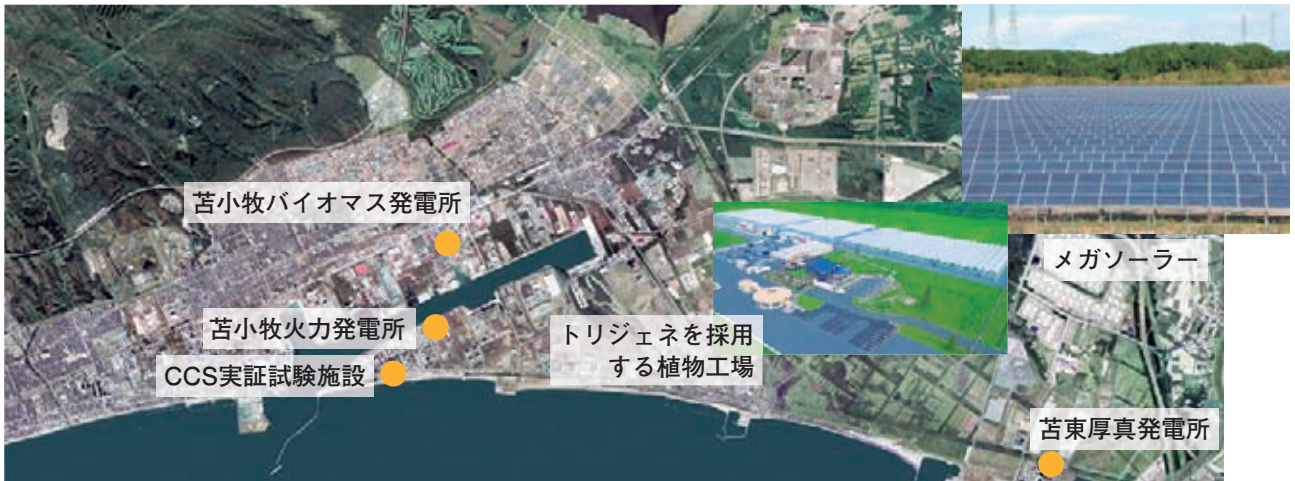 苫小牧バイオマス発電所
メガソーラー
苫小牧火力発電所
トリジェネを採用
する植物工場
CCS実証試験施設
苫東厚真発電所